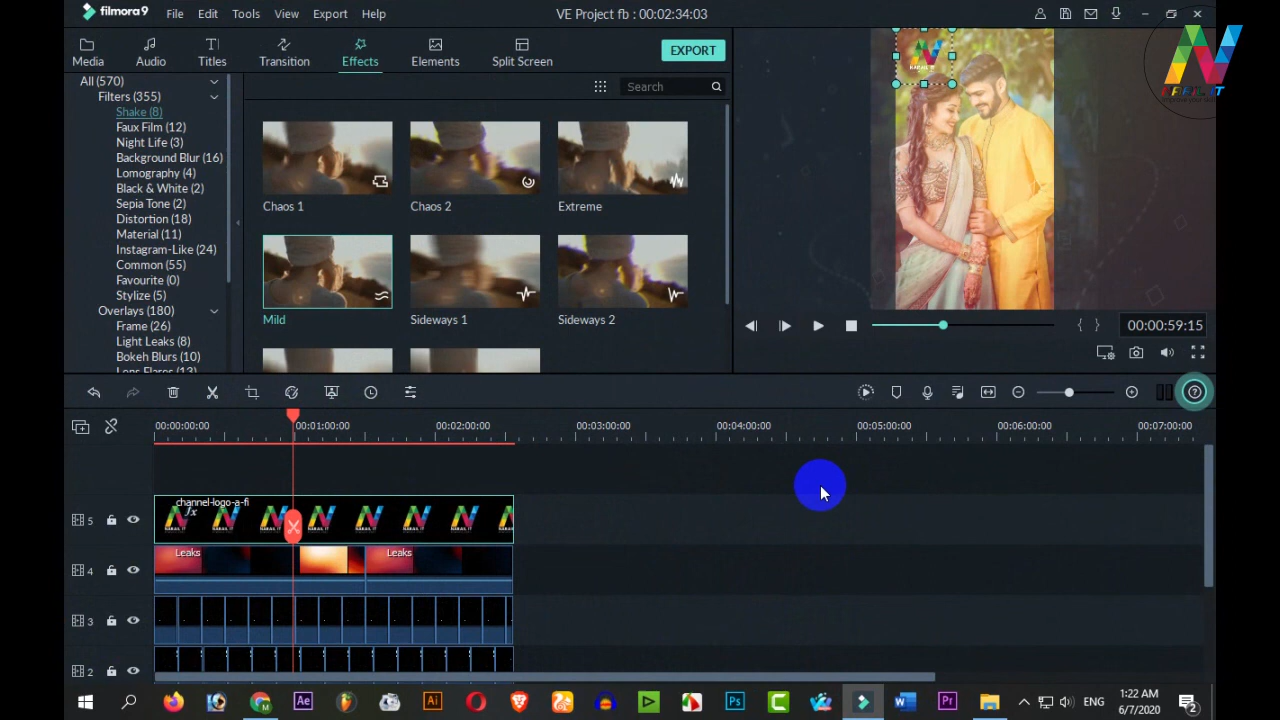 filmora9
File Edit Tools View Export Help
VE Project fb : 00:02:34:03
Media Audio Titles Transition Effects Elements Split Screen
EXPORT
Search
All (570)
Filters (355)
Shake (8)
Faux Film (12)
Night Life (3)
Background Blur (16)
Lomography (4)
Black & White (2)
Sepia Tone (2)
Distortion (18)
Material (11)
Instagram-Like (24)
Common (55)
Favourite (0)
Stylize (5)
Overlays (180)
Frame (26)
Light Leaks (8)
Bokeh Blurs (10)
Lens Flares (13)
Chaos 1
Chaos 2
Extreme
Mild
Sideways 1
Sideways 2
{ } 00:00:59:15
00:00:00:00 00:01:00:00 00:02:00:00 00:03:00:00 00:04:00:00 00:05:00:00 00:06:00:00 00:07:00:00
5
channel-logo-a-fi
fx
4
Leaks
Leaks
3
2
Ae
Ai
Ps
Pr
ENG
1:22 AM
6/7/2020
2